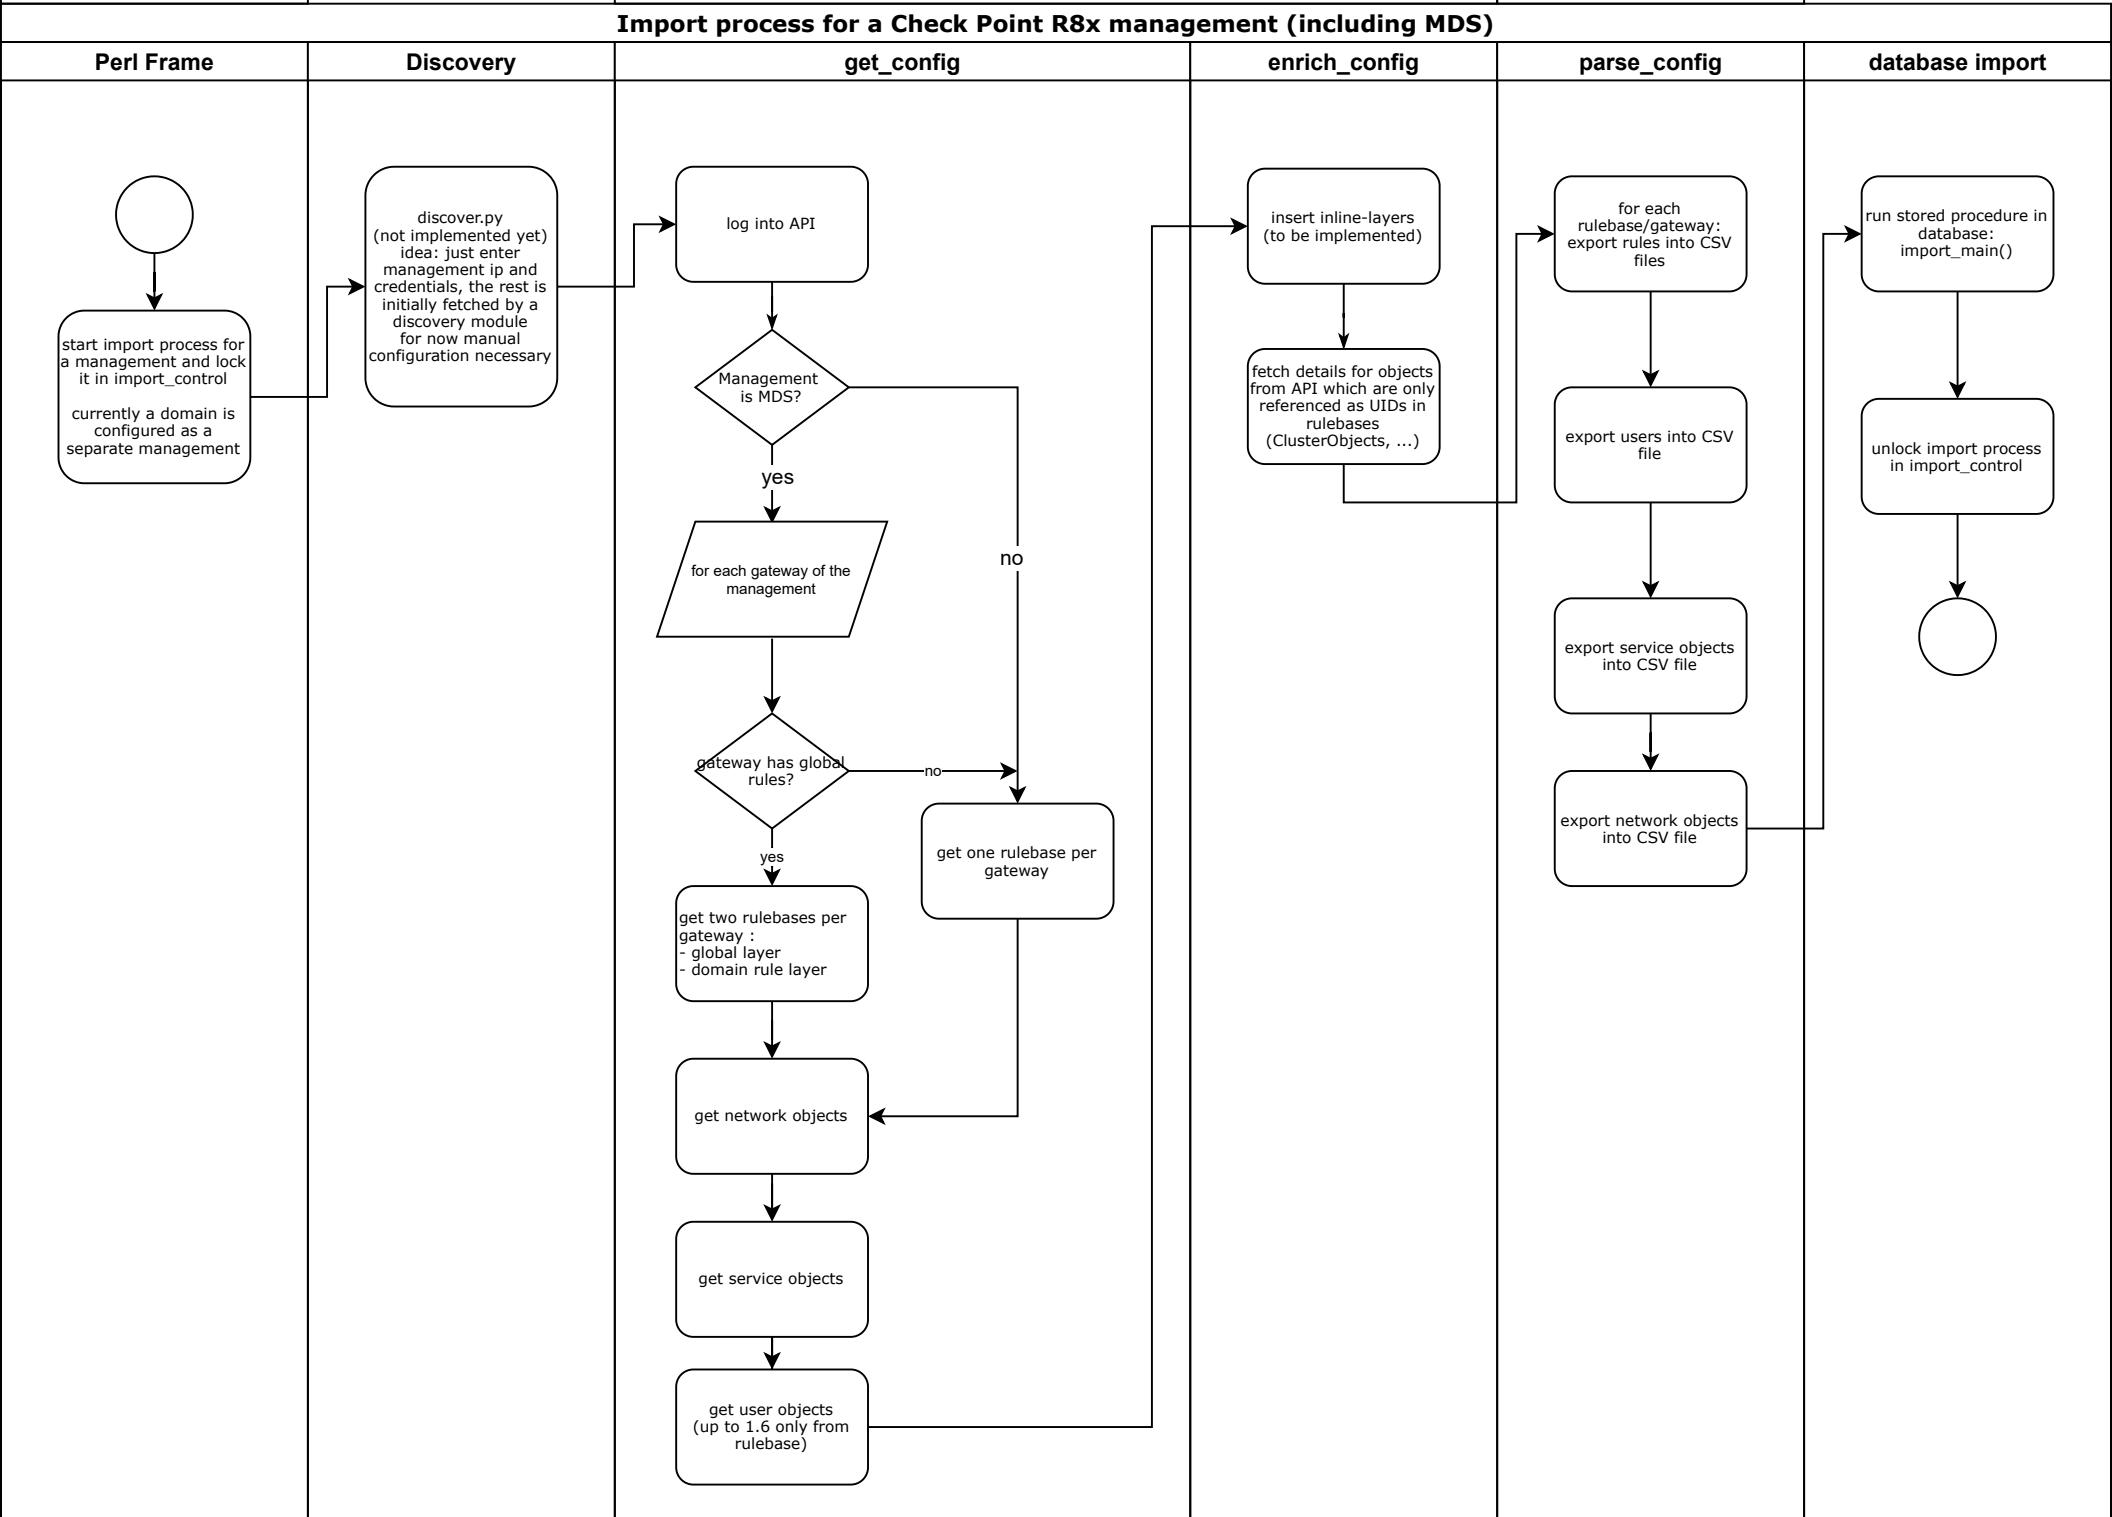 Import process for a Check Point R8x management (including MDS)
Perl Frame
Discovery
get_config
enrich_config
parse_config
database import
start import process for
a management and lock
it in import_control
currently a domain is
configured as a
separate management
discover.py
(not implemented yet)
idea: just enter
management ip and
credentials, the rest is
initially fetched by a
discovery module
for now manual
configuration necessary
log into API
Management
is MDS?
yes
no
for each gateway of the
management
gateway has global
rules?
no
yes
get one rulebase per
gateway
get two rulebases per
gateway :
- global layer
- domain rule layer
get network objects
get service objects
get user objects
(up to 1.6 only from
rulebase)
insert inline-layers
(to be implemented)
fetch details for objects
from API which are only
referenced as UIDs in
rulebases
(ClusterObjects, ...)
for each
rulebase/gateway:
export rules into CSV
files
export users into CSV
file
export service objects
into CSV file
export network objects
into CSV file
run stored procedure in
database:
import_main()
unlock import process
in import_control